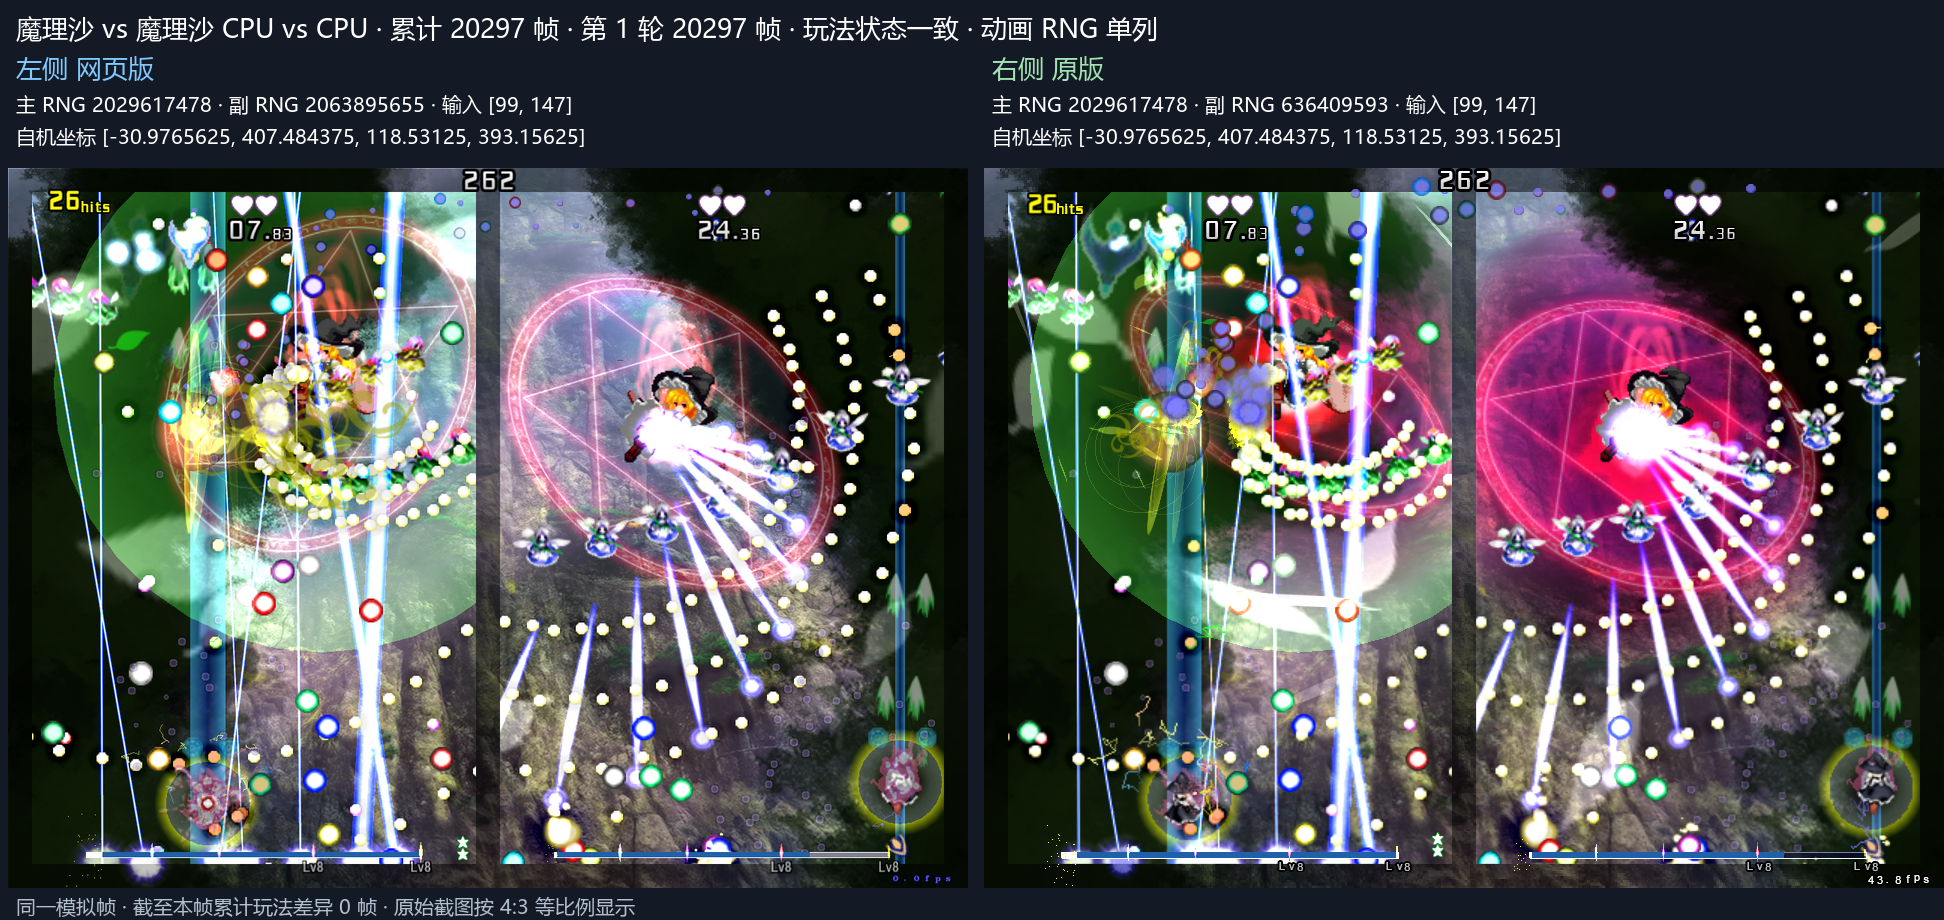 魔理沙 vs 魔理沙 CPU vs CPU · 累计 20297 帧 · 第 1 轮 20297 帧 · 玩法状态一致 · 动画 RNG 单列
左侧 网页版
主 RNG 2029617478 · 副 RNG 2063895655 · 输入 [99, 147]
自机坐标 [-30.9765625, 407.484375, 118.53125, 393.15625]
右侧 原版
主 RNG 2029617478 · 副 RNG 636409593 · 输入 [99, 147]
自机坐标 [-30.9765625, 407.484375, 118.53125, 393.15625]
262
26hits
07.83
24.36
Lv8
Lv8
Lv8
Lv8
0.0fps
262
26hits
07.83
24.36
Lv8
Lv8
Lv8
Lv8
43.8fps
同一模拟帧 · 截至本帧累计玩法差异 0 帧 · 原始截图按 4:3 等比例显示